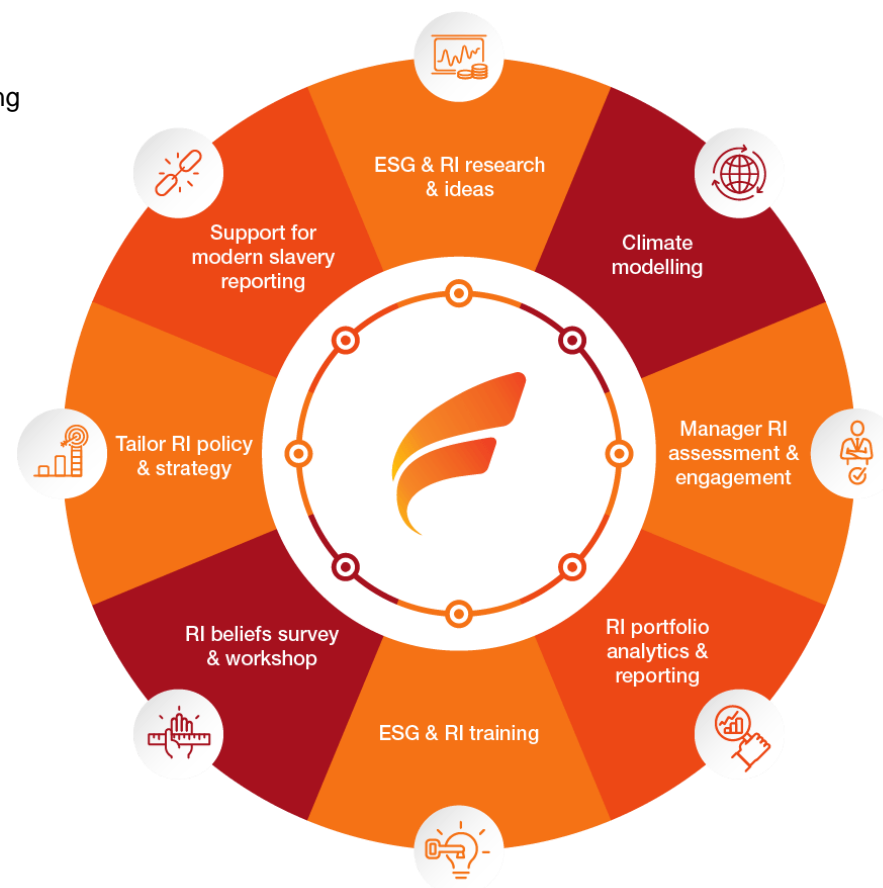 ng
ESG & RI research
& ideas
Climate
modelling
Manager RI
assessment &
engagement
RI portfolio
analytics &
reporting
ESG & RI training
RI beliefs survey
& workshop
Tailor RI policy
& strategy
Support for
modern slavery
reporting